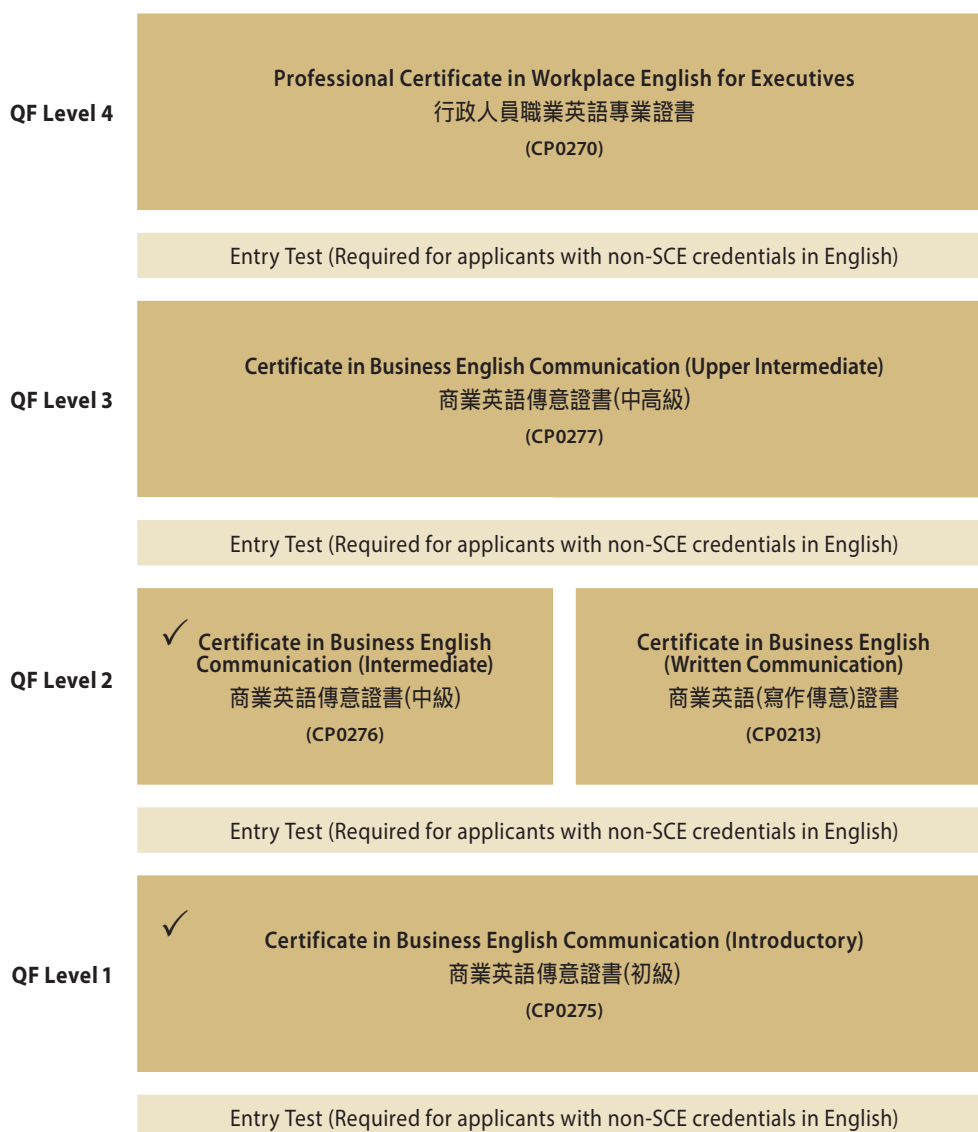 QF Level 4
Professional Certificate in Workplace English for Executives
行政人員職業英語專業證書
(CP0270)
Entry Test (Required for applicants with non-SCE credentials in English)
QF Level 3
Certificate in Business English Communication (Upper Intermediate)
商業英語傳意證書(中高級)
(CP0277)
Entry Test (Required for applicants with non-SCE credentials in English)
QF Level 2
✓ Certificate in Business English
Communication (Intermediate)
商業英語傳意證書(中級)
(CP0276)
Certificate in Business English
(Written Communication)
商業英語(寫作傳意)證書
(CP0213)
Entry Test (Required for applicants with non-SCE credentials in English)
QF Level 1
✓
Certificate in Business English Communication (Introductory)
商業英語傳意證書(初級)
(CP0275)
Entry Test (Required for applicants with non-SCE credentials in English)